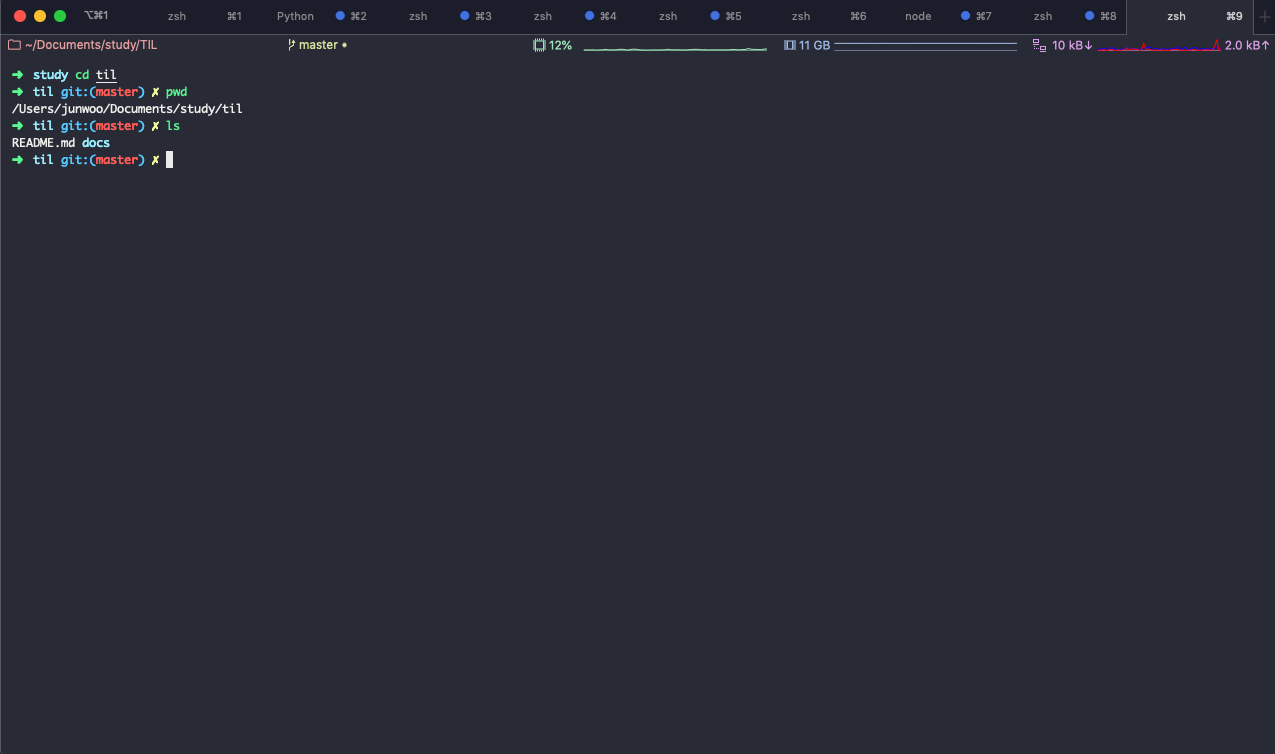 ⌥⌘1 zsh ⌘1 Python ⌘2 zsh ⌘3 zsh ⌘4 zsh ⌘5 zsh ⌘6 node ⌘7 zsh ⌘8 zsh ⌘9
~/Documents/study/TIL master • 12% 11 GB 10 kB↓ 2.0 kB↑
➜ study cd til
➜ til git:(master) ✗ pwd
/Users/junwoo/Documents/study/til
➜ til git:(master) ✗ ls
README.md docs
➜ til git:(master) ✗